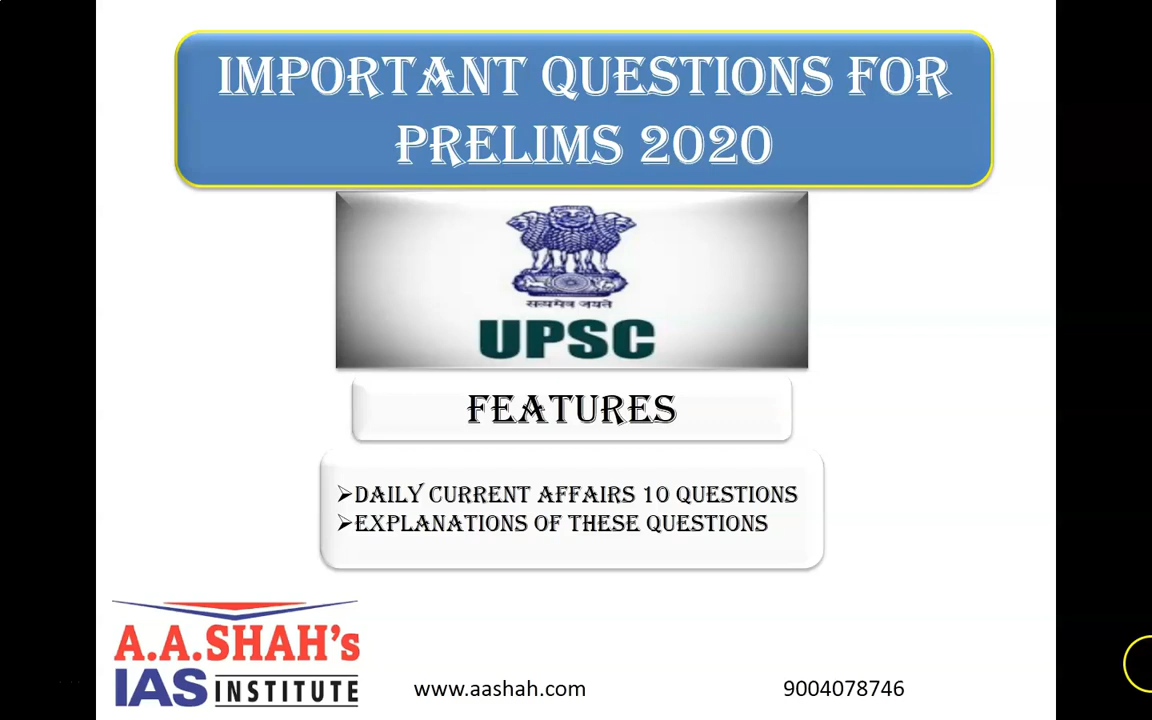 IMPORTANT QUESTIONS FOR
PRELIMS 2020
सत्यमेव जयते
UPSC
FEATURES
➢DAILY CURRENT AFFAIRS 10 QUESTIONS
➢EXPLANATIONS OF THESE QUESTIONS
A.A.SHAH's
IAS INSTITUTE
www.aashah.com
9004078746